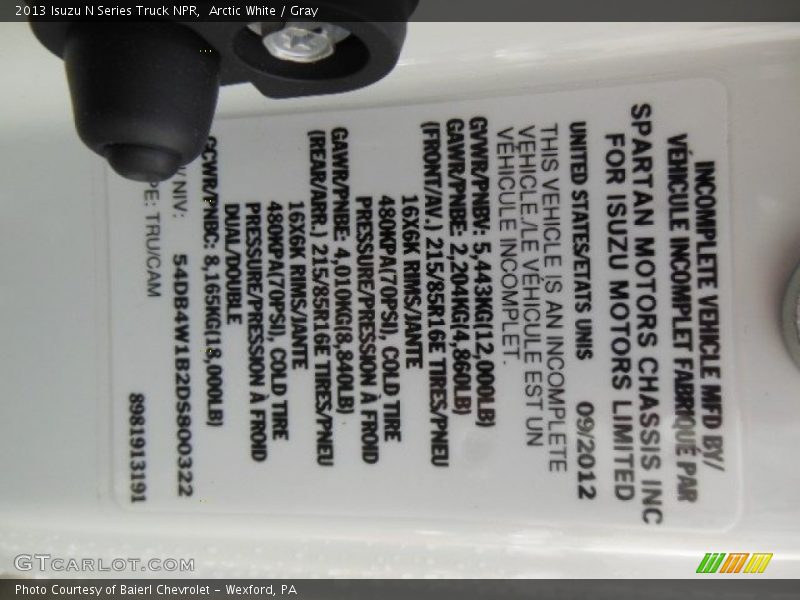 2013 Isuzu N Series Truck NPR,  Arctic White / Gray
INCOMPLETE VEHICLE MFD BY/
VÉHICULE INCOMPLET FABRIQUÉ PAR
SPARTAN MOTORS CHASSIS INC
FOR ISUZU MOTORS LIMITED
UNITED STATES/ETATS UNIS 09/2012
THIS VEHICLE IS AN INCOMPLETE
VEHICLE./LE VÉHICULE EST UN
VÉHICULE INCOMPLET.
GVWR/PNBV: 5,443KG(12,000LB)
GAWR/PNBE: 2,204KG(4,860LB)
(FRONT/AV.) 215/85R16E TIRES/PNEU
16X6K RIMS/JANTE
480KPA(70PSI), COLD TIRE
PRESSURE/PRESSION À FROID
GAWR/PNBE: 4,010KG(8,840LB)
(REAR/ARR.) 215/85R16E TIRES/PNEU
16X6K RIMS/JANTE
480KPA(70PSI), COLD TIRE
PRESSURE/PRESSION À FROID
DUAL/DOUBLE
GCWR/PNBC: 8,165KG(18,000LB)
/NIV: 54DB4W1B2DS800322
PE: TRU/CAM
8981913191
GTCARLOT.COM
Photo Courtesy of Baierl Chevrolet - Wexford, PA